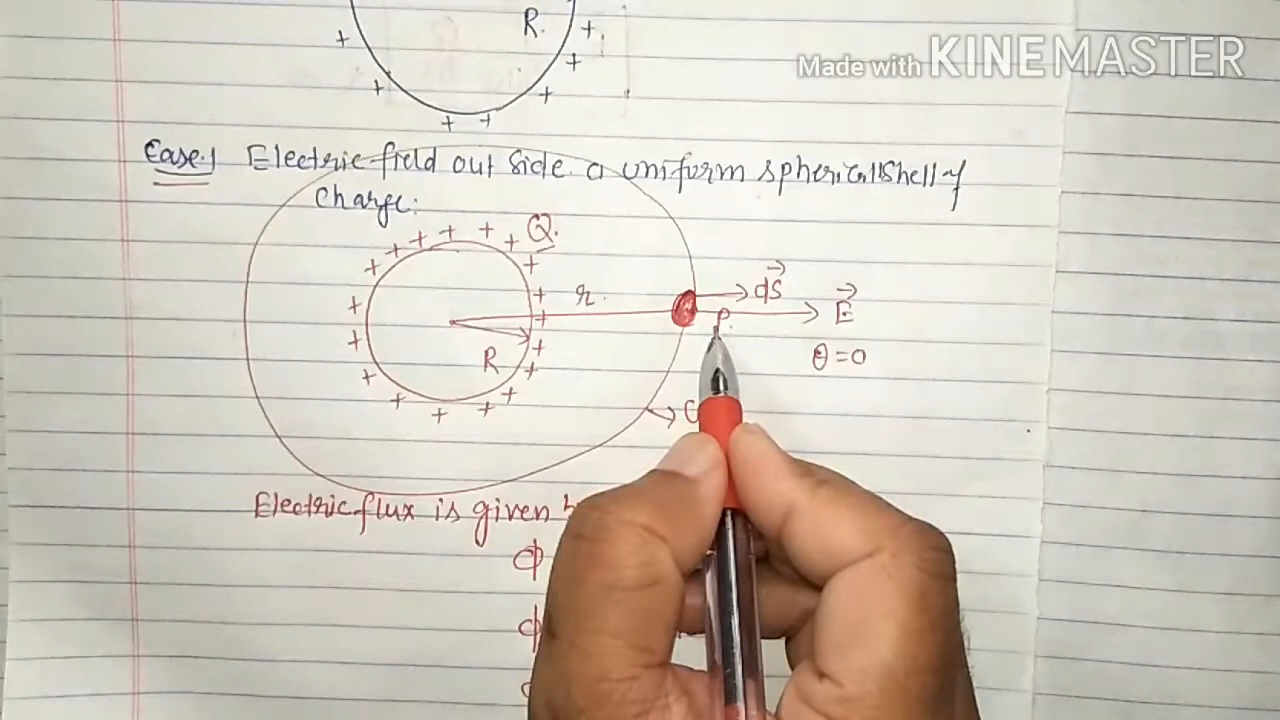 R.
Made with KINEMASTER
Case.1 Electric field out side a uniform spherical shell of
charge:
Q.
r.
dS
P.
E
R
θ=0
Electric flux is given
ϕ
ϕ